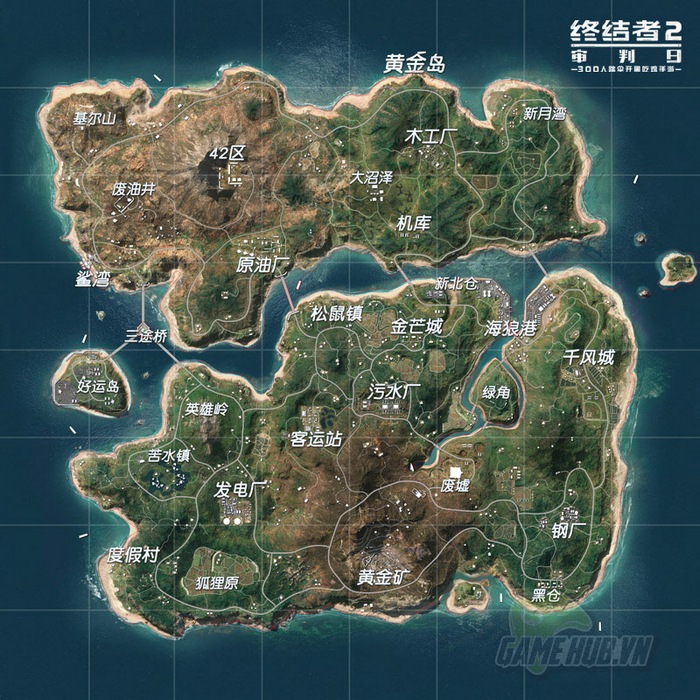 终结者2
审判日
—300人跳伞开黑吃鸡手游—
黄金岛
基尔山
新月湾
木工厂
42区
大沼泽
废油井
机库
原油厂
鲨湾
新北仓
松鼠镇
金芒城
海狼港
三途桥
千风城
好运岛
污水厂
绿角
英雄岭
客运站
苦水镇
发电厂
废墟
钢厂
度假村
狐狸原
黄金矿
黑仓
GAMEHUB.VN